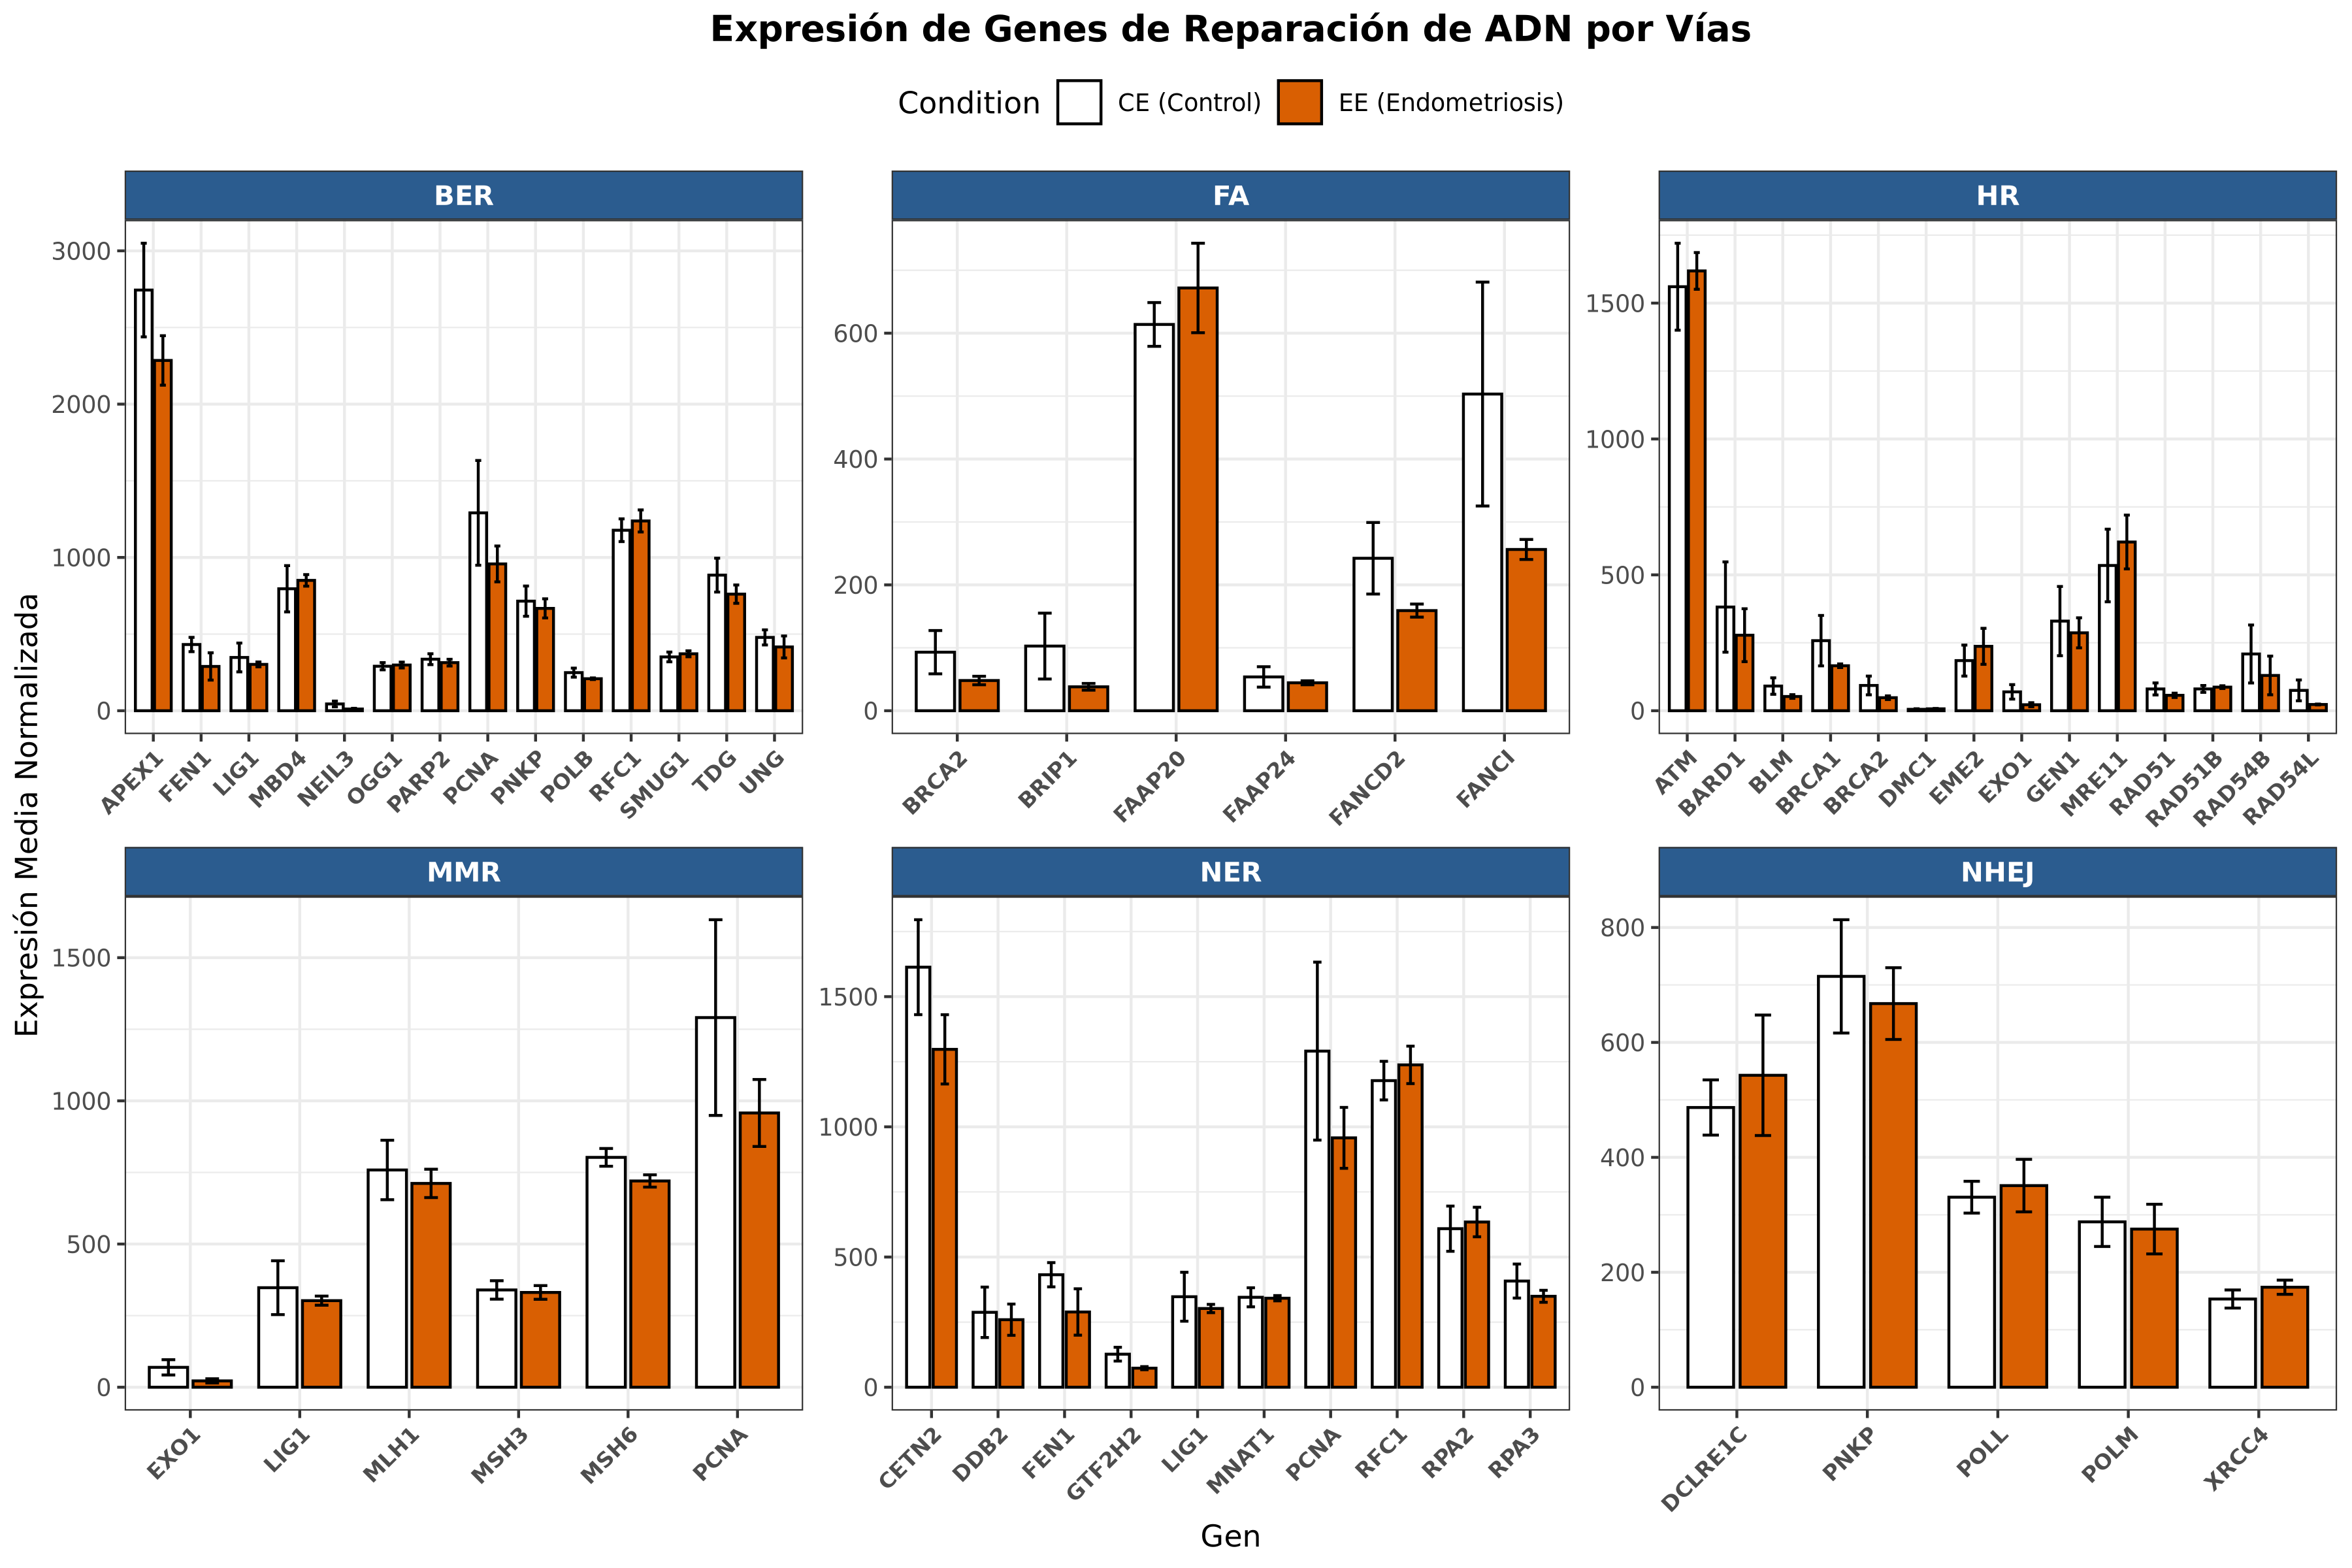 Expresión de Genes de Reparación de ADN por Vías
Condition CE (Control) EE (Endometriosis)
Expresión Media Normalizada
BER
3000
2000
1000
0
APEX1 FEN1 LIG1 MBD4 NEIL3 OGG1 PARP2 PCNA PNKP POLB RFC1 SMUG1 TDG UNG
FA
600
400
200
0
BRCA2 BRIP1 FAAP20 FAAP24 FANCD2 FANCI
HR
1500
1000
500
0
ATM BARD1 BLM BRCA1 BRCA2 DMC1 EME2 EXO1 GEN1 MRE11 RAD51 RAD51B RAD54B RAD54L
MMR
1500
1000
500
0
EXO1 LIG1 MLH1 MSH3 MSH6 PCNA
NER
1500
1000
500
0
CETN2 DDB2 FEN1 GTF2H2 LIG1 MNAT1 PCNA RFC1 RPA2 RPA3
NHEJ
800
600
400
200
0
DCLRE1C PNKP POLL POLM XRCC4
Gen